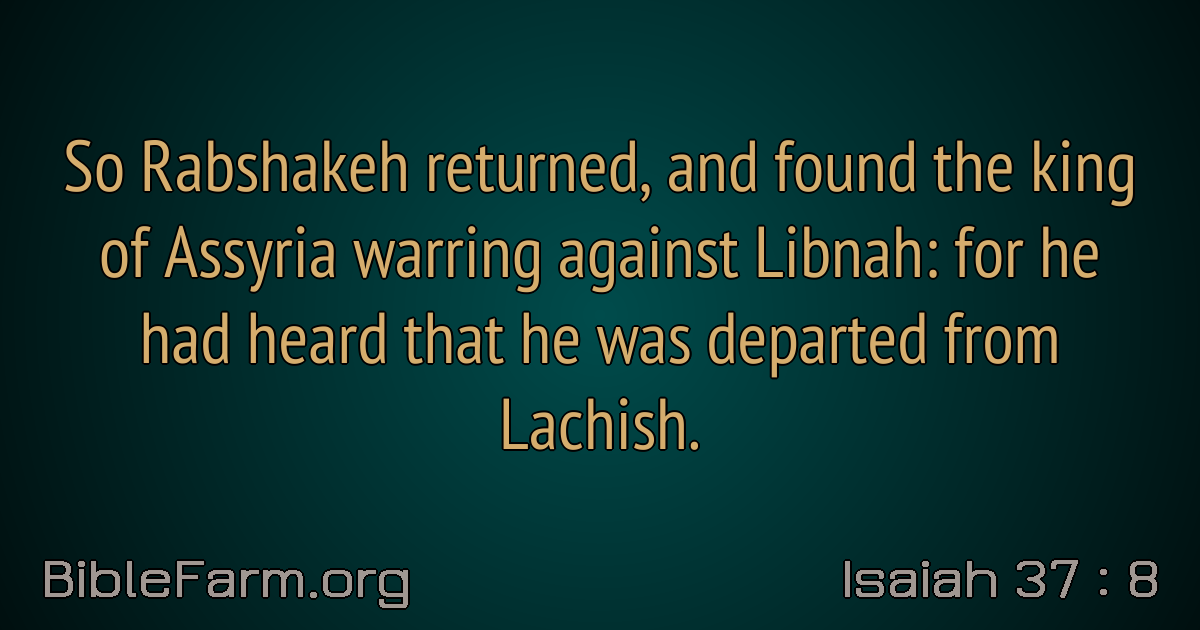 So Rabshakeh returned, and found the king
of Assyria warring against Libnah: for he
had heard that he was departed from
Lachish.
BibleFarm.org
Isaiah 37 : 8